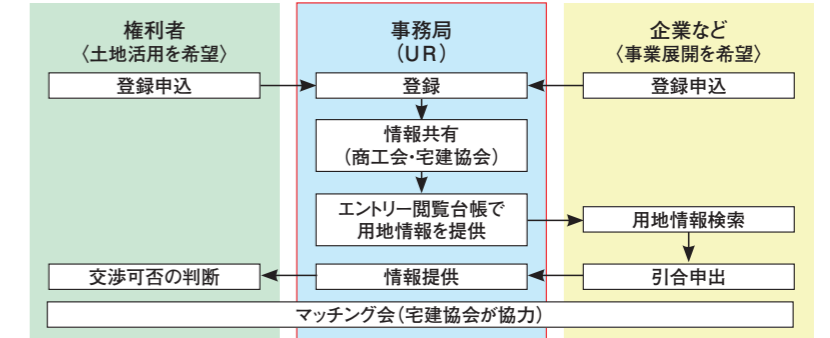 権利者
〈土地活用を希望〉
事務局
（UR）
企業など
〈事業展開を希望〉
登録申込
登録
登録申込
情報共有
（商工会・宅建協会）
エントリー閲覧台帳で
用地情報を提供
用地情報検索
交渉可否の判断
情報提供
引合申出
マッチング会（宅建協会が協力）